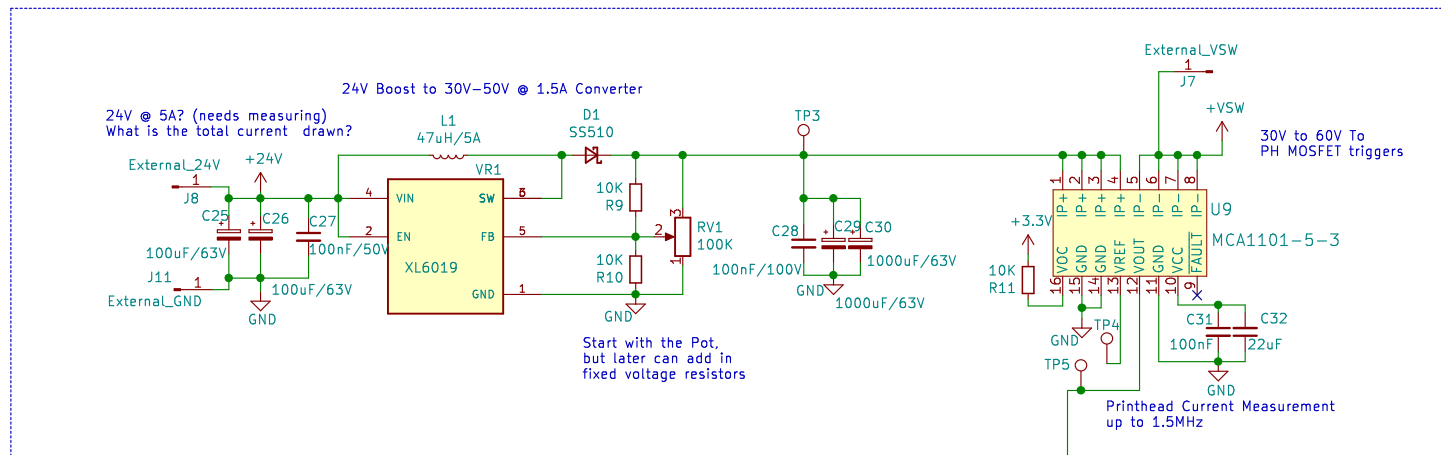 External_VSW
1
J7
24V Boost to 30V-50V @ 1.5A Converter
+VSW
24V @ 5A? (needs measuring)
What is the total current  drawn?
D1
SS510
TP3
L1
47uH/5A
30V to 60V To
PH MOSFET triggers
External_24V
1
J8
+24V
VR1
4
VIN
SW
2
EN
FB
5
XL6019
GND
1
10K
R9
10K
R10
3
2
1
RV1
100K
C25
100uF/63V
C26
100uF/63V
C27
100nF/50V
J11
1
External_GND
GND
GND
C28
100nF/100V
C29
1000uF/63V
C30
1000uF/63V
GND
1
2
3
4
5
6
7
8
IP+
IP+
IP+
IP+
IP-
IP-
IP-
IP-
U9
MCA1101-5-3
+3.3V
10K
R11
VOC
GND
GND
VREF
VOUT
GND
VCC
FAULT
16
15
14
13
12
11
10
9
GND
TP4
TP5
C31
100nF
C32
22uF
GND
Start with the Pot,
but later can add in
fixed voltage resistors
Printhead Current Measurement
up to 1.5MHz